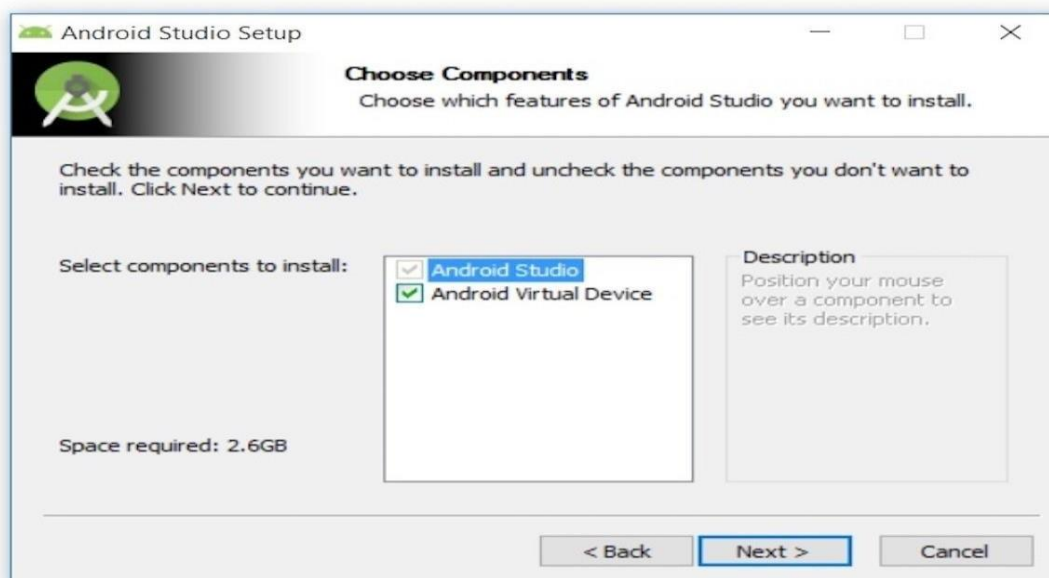 Android Studio Setup
Choose Components
Choose which features of Android Studio you want to install.
Check the components you want to install and uncheck the components you don't want to
install. Click Next to continue.
Select components to install:
Android Studio
Android Virtual Device
Description
Position your mouse
over a component to
see its description.
Space required: 2.6GB
< Back
Next >
Cancel